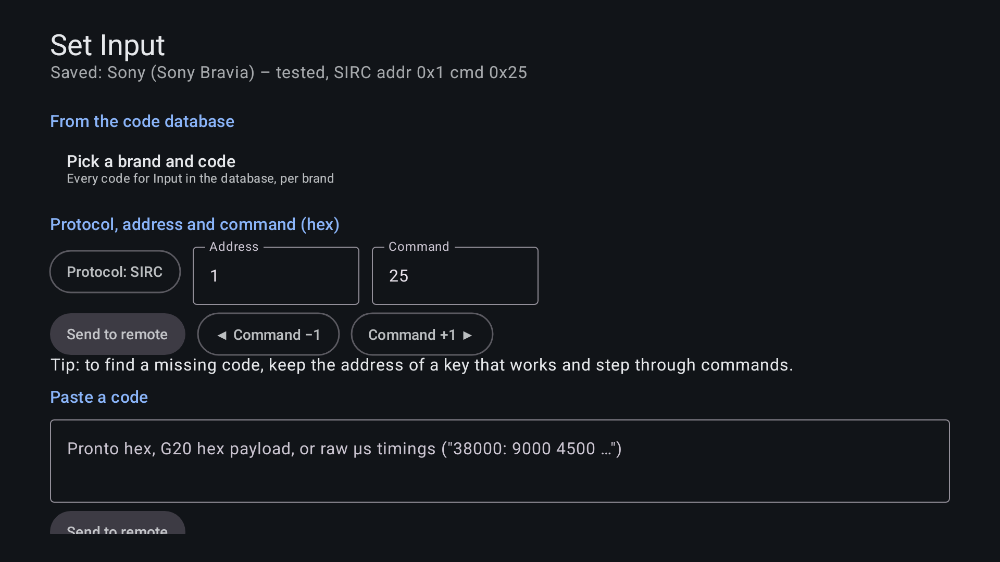 Set Input
Saved: Sony (Sony Bravia) – tested, SIRC addr 0x1 cmd 0x25
From the code database
Pick a brand and code
Every code for Input in the database, per brand
Protocol, address and command (hex)
Protocol: SIRC
Address
1
Command
25
Send to remote
◄ Command −1
Command +1 ►
Tip: to find a missing code, keep the address of a key that works and step through commands.
Paste a code
Pronto hex, G20 hex payload, or raw µs timings ("38000: 9000 4500 …")
Send to remote